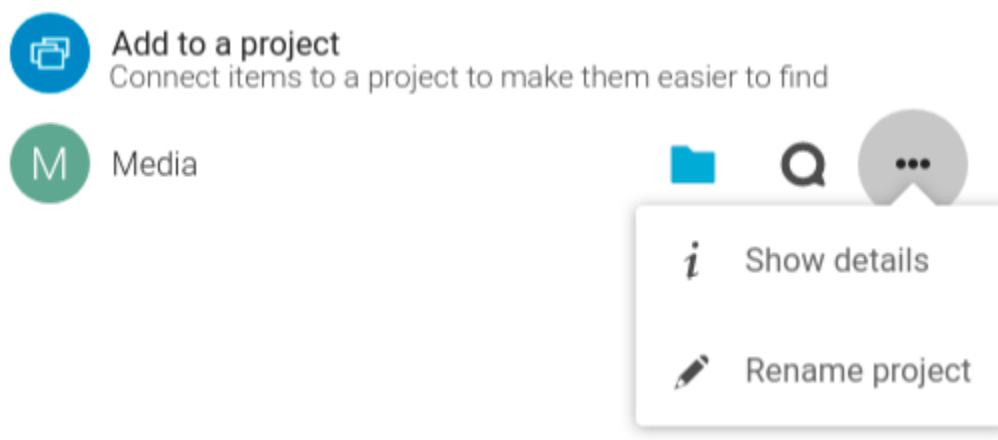 Add to a project
Connect items to a project to make them easier to find
M Media
Show details
Rename project